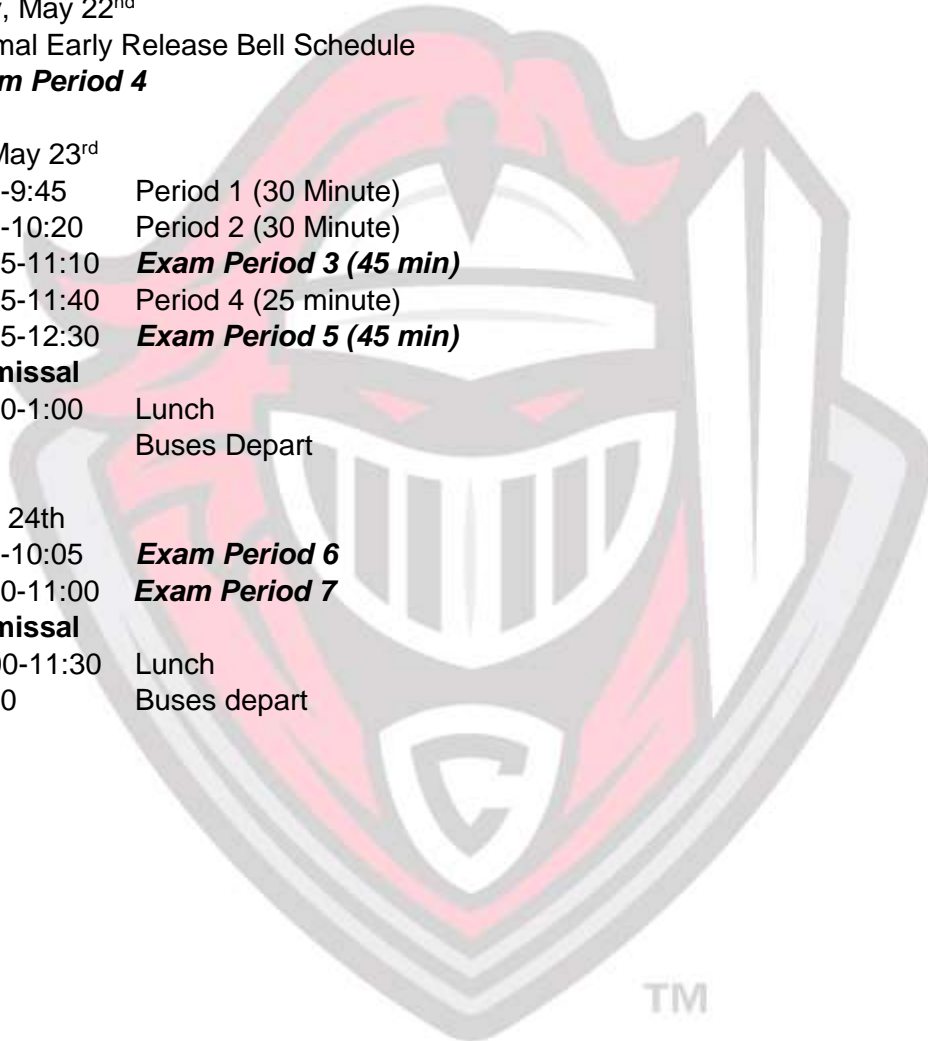 , May 22nd
mal Early Release Bell Schedule
m Period 4
May 23rd
-9:45 Period 1 (30 Minute)
-10:20 Period 2 (30 Minute)
5-11:10 Exam Period 3 (45 min)
5-11:40 Period 4 (25 minute)
5-12:30 Exam Period 5 (45 min)
missal
0-1:00 Lunch
Buses Depart
24th
-10:05 Exam Period 6
0-11:00 Exam Period 7
missal
00-11:30 Lunch
0 Buses depart
C
TM